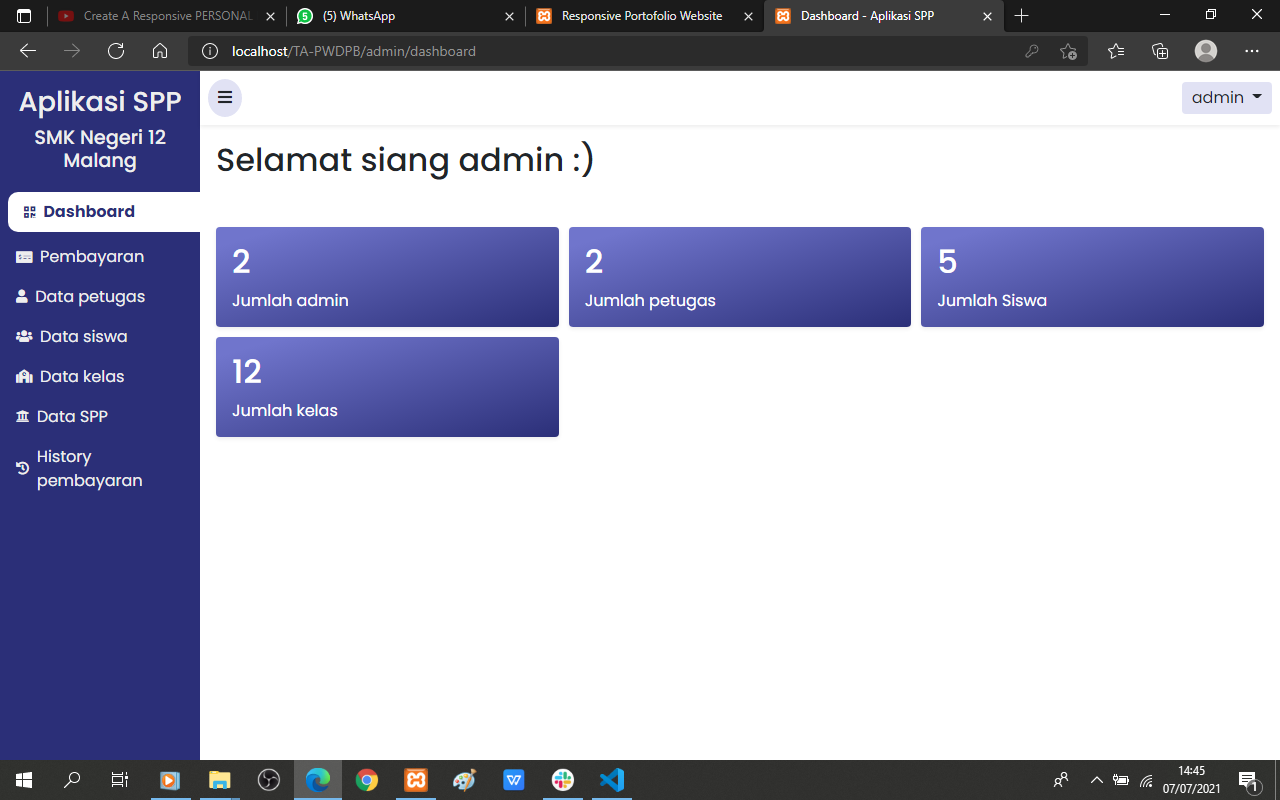 Create A Responsive PERSONAL
(5) WhatsApp
Responsive Portofolio Website
Dashboard - Aplikasi SPP
localhost/TA-PWDPB/admin/dashboard
Aplikasi SPP
SMK Negeri 12
Malang
Dashboard
Pembayaran
Data petugas
Data siswa
Data kelas
Data SPP
History
pembayaran
admin
Selamat siang admin :)
2
Jumlah admin
2
Jumlah petugas
5
Jumlah Siswa
12
Jumlah kelas
14:45
07/07/2021
1